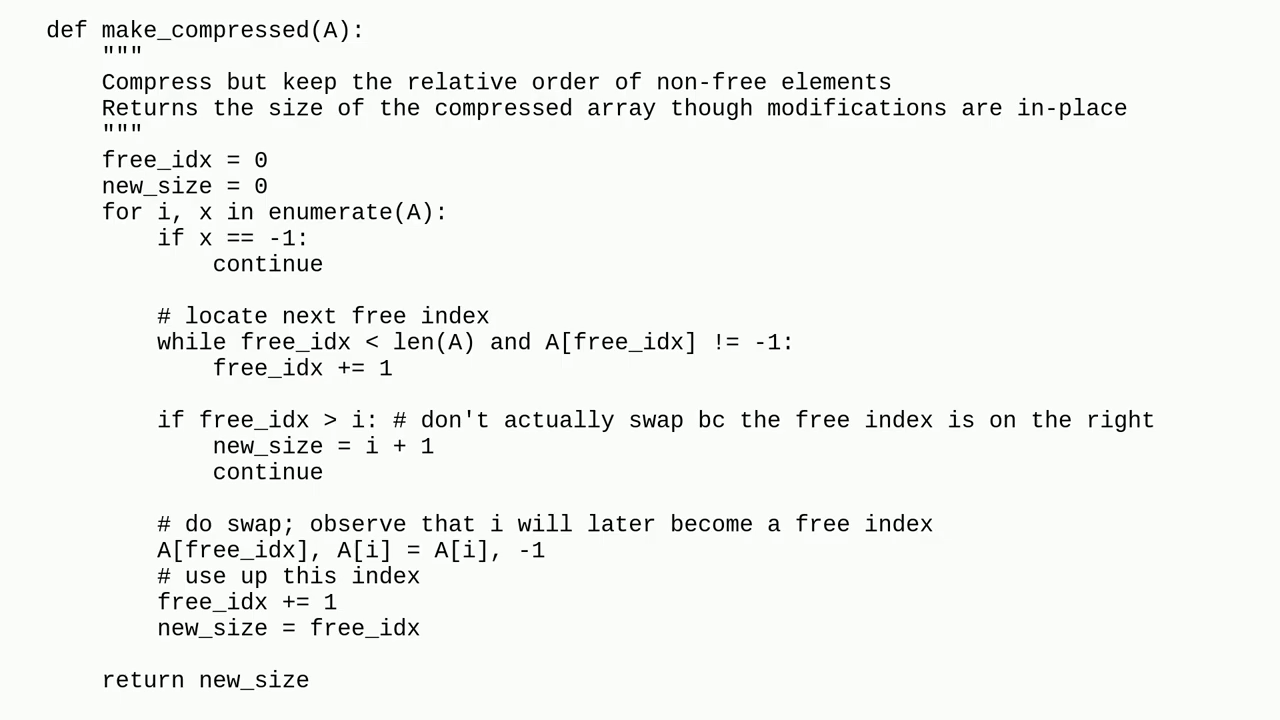 def make_compressed(A):
    """
    Compress but keep the relative order of non-free elements
    Returns the size of the compressed array though modifications are in-place
    """
    free_idx = 0
    new_size = 0
    for i, x in enumerate(A):
        if x == -1:
            continue

        # locate next free index
        while free_idx < len(A) and A[free_idx] != -1:
            free_idx += 1

        if free_idx > i: # don't actually swap bc the free index is on the right
            new_size = i + 1
            continue

        # do swap; observe that i will later become a free index
        A[free_idx], A[i] = A[i], -1
        # use up this index
        free_idx += 1
        new_size = free_idx

    return new_size